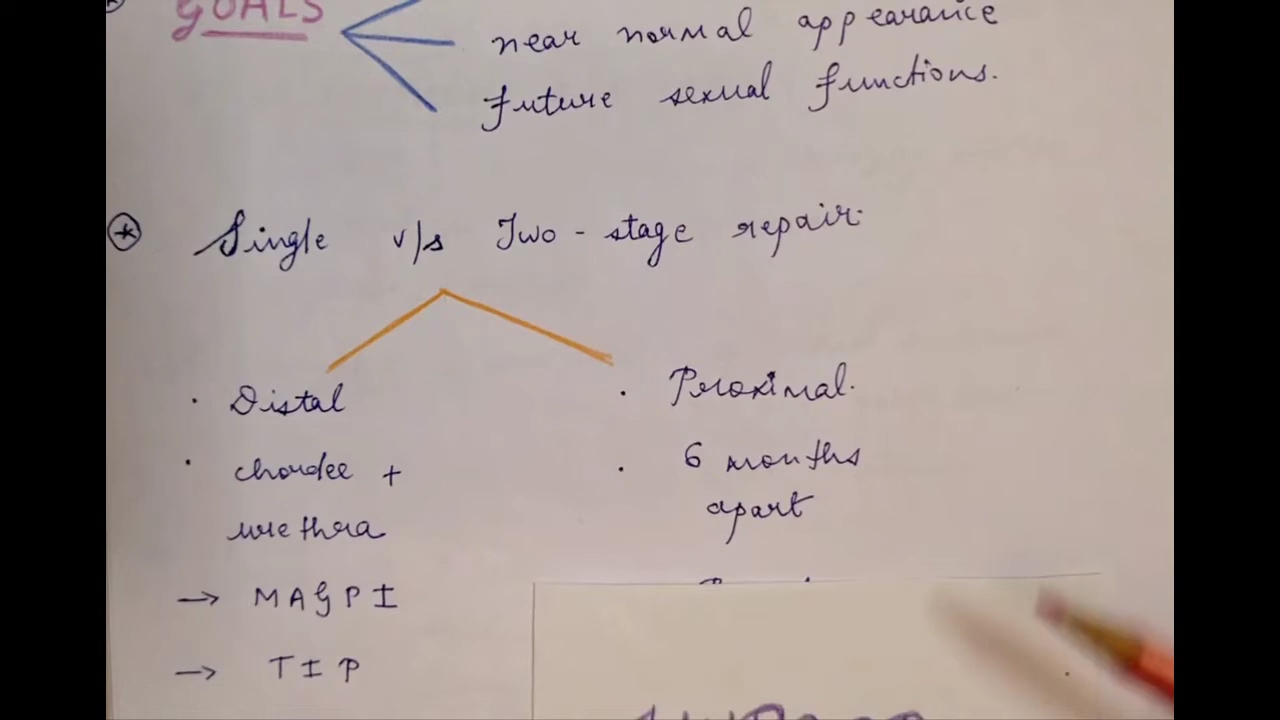 GOALS
near normal appearance
future sexual functions.
Single v/s Two-stage repair.
· Distal
· chordee +
urethra
→ MAGPI
→ TIP
· Proximal.
· 6 months
apart